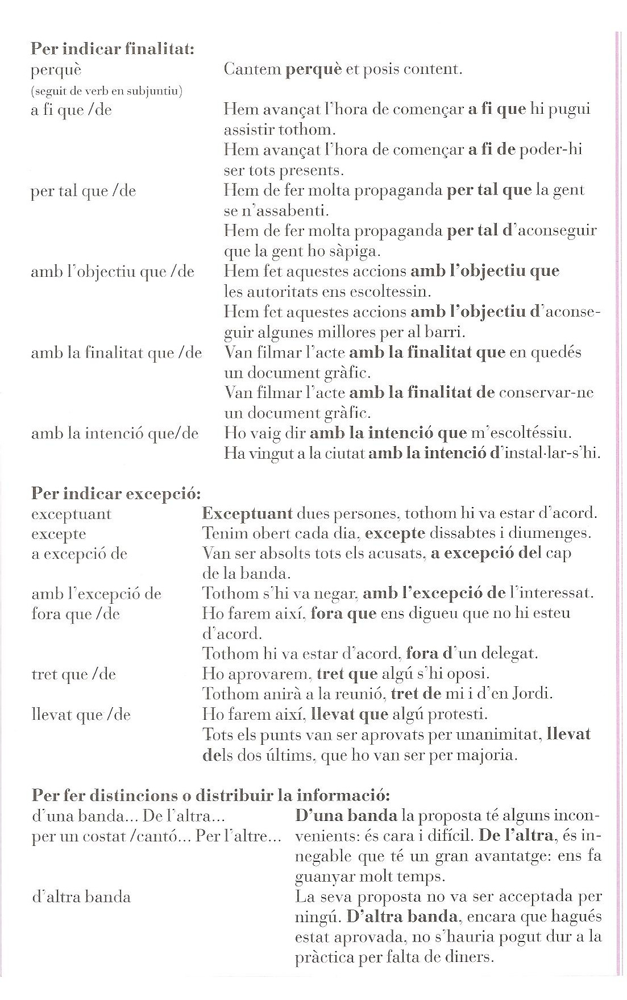 Per indicar finalitat:
perquè Cantem perquè et posis content.
(seguit de verb en subjuntiu)
a fi que /de Hem avançat l'hora de començar a fi que hi pugui
assistir tothom.
Hem avançat l'hora de començar a fi de poder-hi
ser tots presents.
per tal que /de Hem de fer molta propaganda per tal que la gent
se n'assabenti.
Hem de fer molta propaganda per tal d'aconseguir
que la gent ho sàpiga.
amb l'objectiu que /de Hem fet aquestes accions amb l'objectiu que
les autoritats ens escoltessin.
Hem fet aquestes accions amb l'objectiu d'aconse-
guir algunes millores per al barri.
amb la finalitat que /de Van filmar l'acte amb la finalitat que en quedés
un document gràfic.
Van filmar l'acte amb la finalitat de conservar-ne
un document gràfic.
amb la intenció que/de Ho vaig dir amb la intenció que m'escoltéssiu.
Ha vingut a la ciutat amb la intenció d'instal·lar-s'hi.
Per indicar excepció:
exceptuant Exceptuant dues persones, tothom hi va estar d'acord.
excepte Tenim obert cada dia, excepte dissabtes i diumenges.
a excepció de Van ser absolts tots els acusats, a excepció del cap
de la banda.
amb l'excepció de Tothom s'hi va negar, amb l'excepció de l'interessat.
fora que /de Ho farem així, fora que ens digueu que no hi esteu
d'acord.
Tothom hi va estar d'acord, fora d'un delegat.
tret que /de Ho aprovarem, tret que algú s'hi oposi.
Tothom anirà a la reunió, tret de mi i d'en Jordi.
llevat que /de Ho farem així, llevat que algú protesti.
Tots els punts van ser aprovats per unanimitat, llevat
dels dos últims, que ho van ser per majoria.
Per fer distincions o distribuir la informació:
d'una banda... De l'altra... D'una banda la proposta té alguns incon-
per un costat /cantó... Per l'altre... venients: és cara i difícil. De l'altra, és in-
negable que té un gran avantatge: ens fa
guanyar molt temps.
d'altra banda La seva proposta no va ser acceptada per
ningú. D'altra banda, encara que hagués
estat aprovada, no s'hauria pogut dur a la
pràctica per falta de diners.